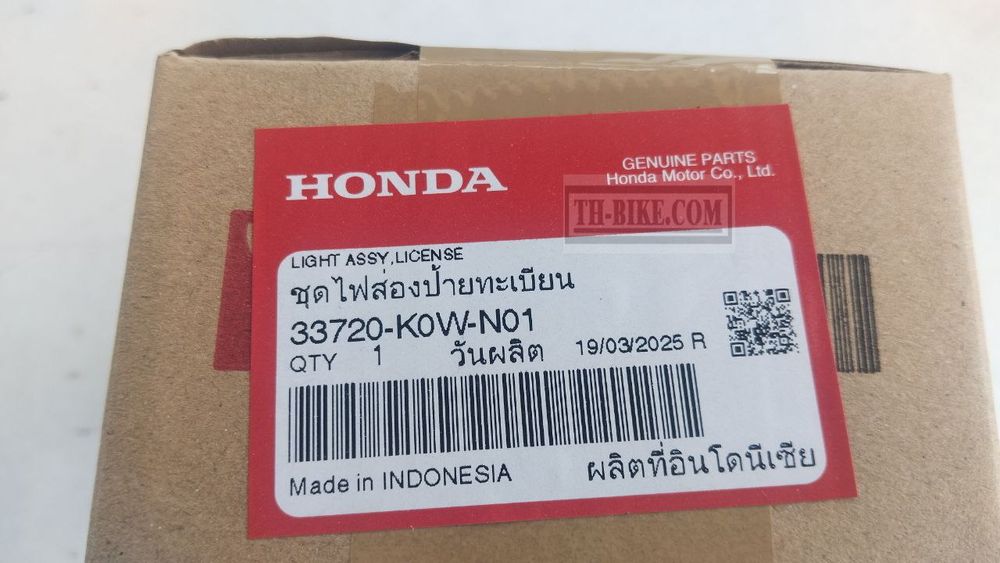 HONDA
GENUINE PARTS
Honda Motor Co., Ltd.
TH-BIKE.COM
LIGHT ASSY,LICENSE
ชุดไฟส่องป้ายทะเบียน
33720-K0W-N01
QTY 1 วันผลิต 19/03/2025 R
Made in INDONESIA ผลิตที่อินโดนีเซีย